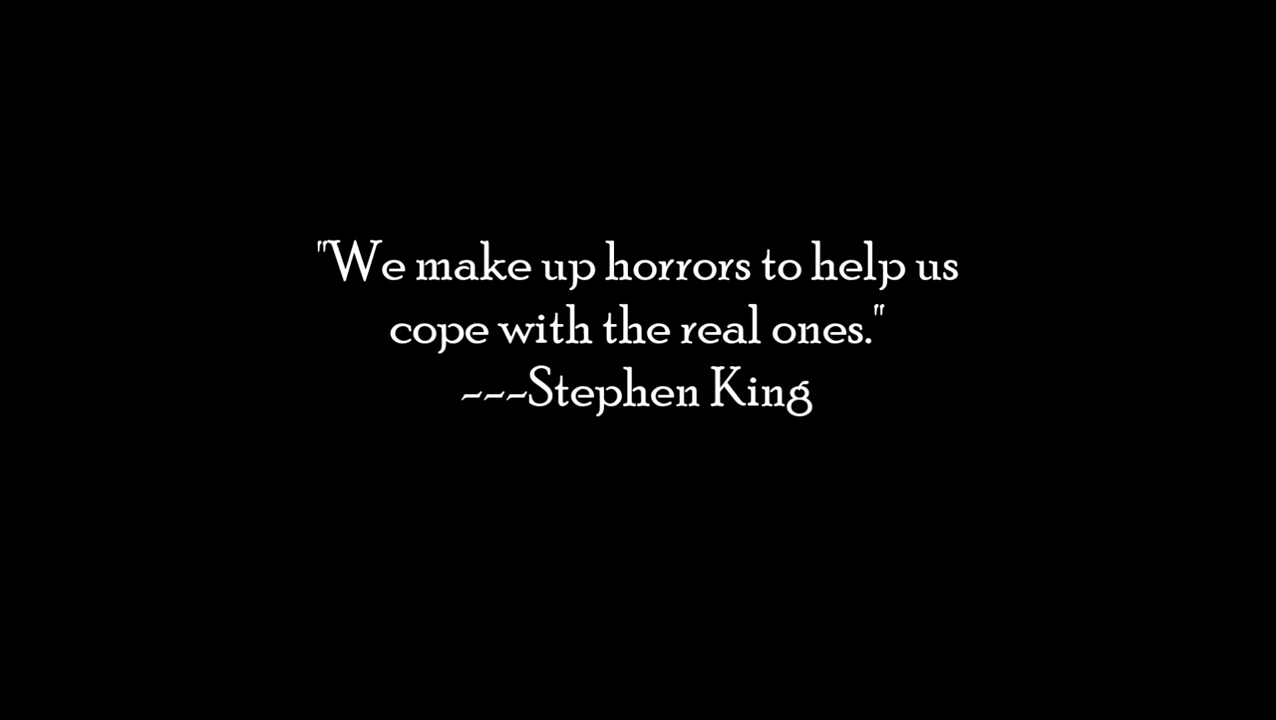 "We make up horrors to help us
cope with the real ones."
---Stephen King